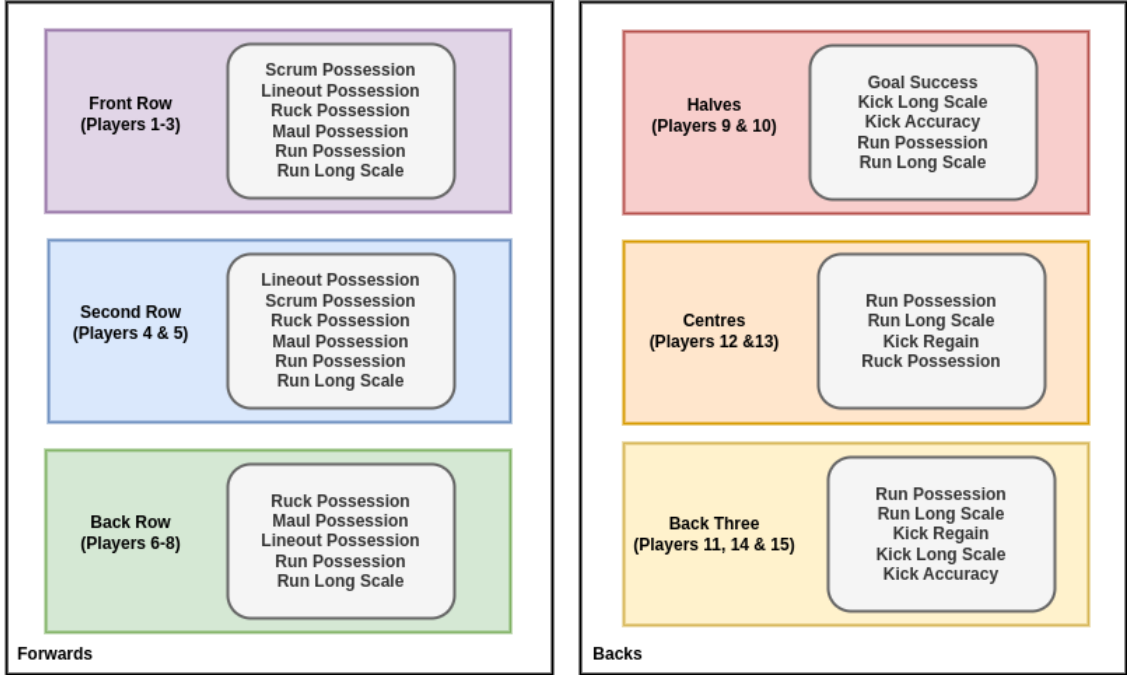 Front Row
(Players 1-3)
Scrum Possession
Lineout Possession
Ruck Possession
Maul Possession
Run Possession
Run Long Scale
Second Row
(Players 4 & 5)
Lineout Possession
Scrum Possession
Ruck Possession
Maul Possession
Run Possession
Run Long Scale
Back Row
(Players 6-8)
Ruck Possession
Maul Possession
Lineout Possession
Run Possession
Run Long Scale
Forwards
Halves
(Players 9 & 10)
Goal Success
Kick Long Scale
Kick Accuracy
Run Possession
Run Long Scale
Centres
(Players 12 &13)
Run Possession
Run Long Scale
Kick Regain
Ruck Possession
Back Three
(Players 11, 14 & 15)
Run Possession
Run Long Scale
Kick Regain
Kick Long Scale
Kick Accuracy
Backs